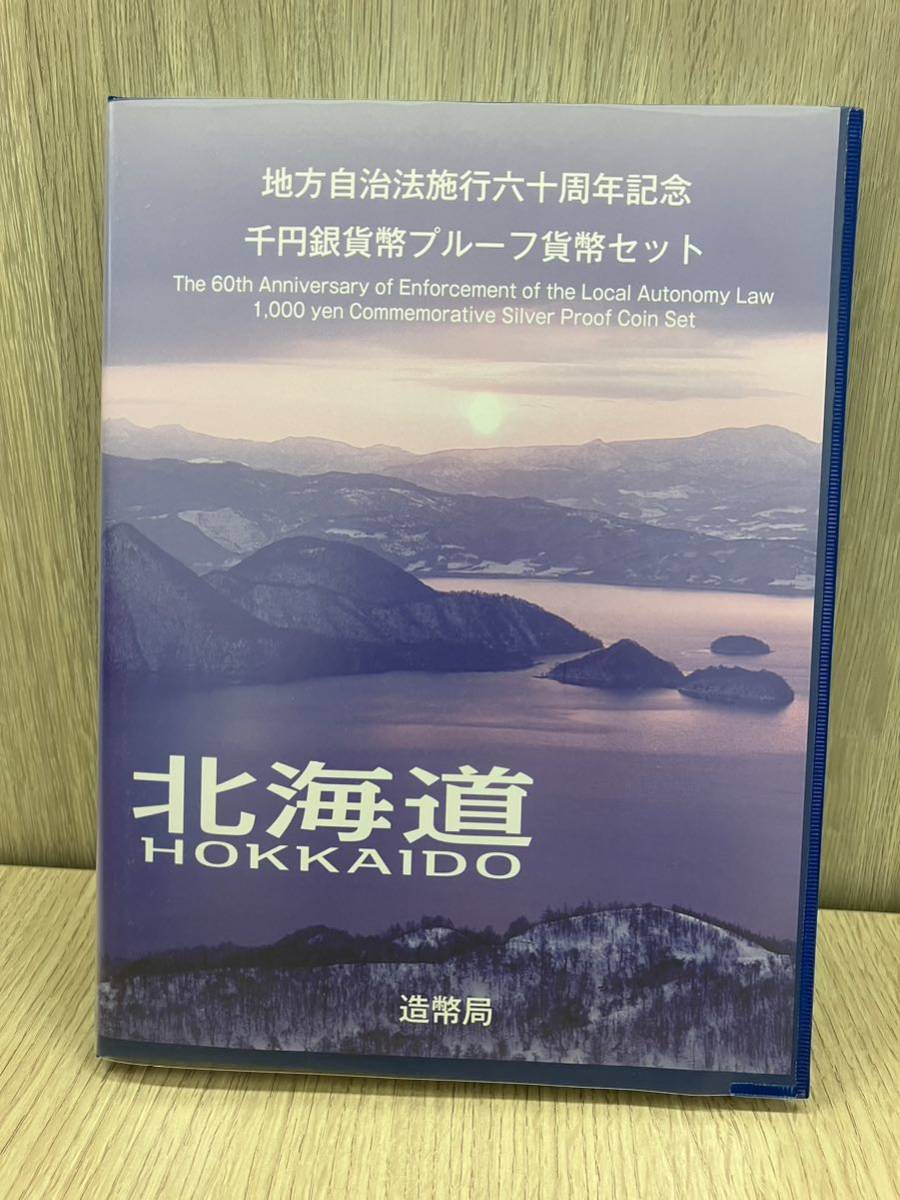 地方自治法施行六十周年記念
千円銀貨幣プルーフ貨幣セット
The 60th Anniversary of Enforcement of the Local Autonomy Law
1,000 yen Commemorative Silver Proof Coin Set
北海道
HOKKAIDO
造幣局